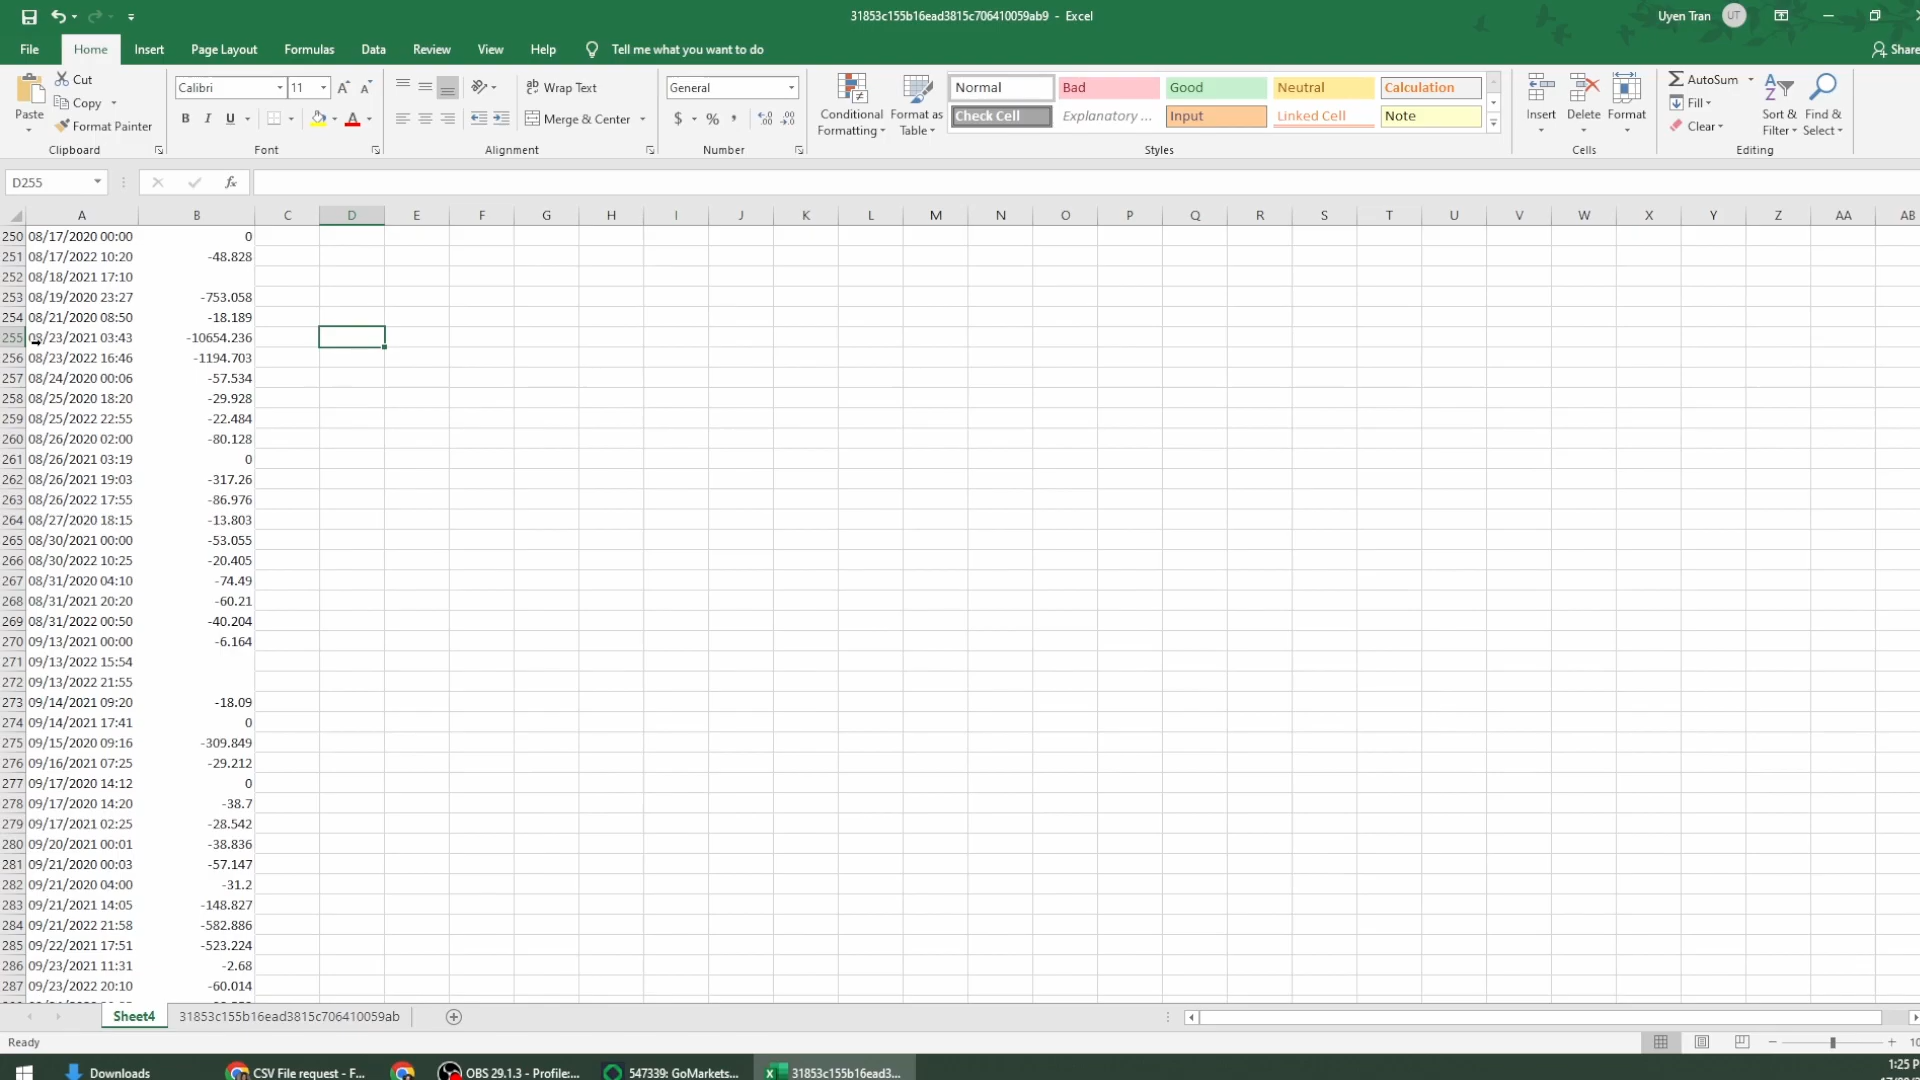 31853c155b16ead3815c706410059ab9 - Excel
Uyen Tran UT
File Home Insert Page Layout Formulas Data Review View Help Tell me what you want to do Share
Paste Cut Copy Format Painter Clipboard
Calibri 11 A A B I U A Font
Wrap Text Merge & Center Alignment
General $ % , Number
Conditional Formatting Format as Table
Normal Bad Good Neutral Calculation
Check Cell Explanatory ... Input Linked Cell Note
Styles
Insert Delete Format Cells
AutoSum Fill Clear Sort & Filter Find & Select Editing
D255 fx
A B C D E F G H I J K L M N O P Q R S T U V W X Y Z AA AB
250 08/17/2020 00:00 0
251 08/17/2022 10:20 -48.828
252 08/18/2021 17:10
253 08/19/2020 23:27 -753.058
254 08/21/2020 08:50 -18.189
255 08/23/2021 03:43 -10654.236
256 08/23/2022 16:46 -1194.703
257 08/24/2020 00:06 -57.534
258 08/25/2020 18:20 -29.928
259 08/25/2022 22:55 -22.484
260 08/26/2020 02:00 -80.128
261 08/26/2021 03:19 0
262 08/26/2021 19:03 -317.26
263 08/26/2022 17:55 -86.976
264 08/27/2020 18:15 -13.803
265 08/30/2021 00:00 -53.055
266 08/30/2022 10:25 -20.405
267 08/31/2020 04:10 -74.49
268 08/31/2021 20:20 -60.21
269 08/31/2022 00:50 -40.204
270 09/13/2021 00:00 -6.164
271 09/13/2022 15:54
272 09/13/2022 21:55
273 09/14/2021 09:20 -18.09
274 09/14/2021 17:41 0
275 09/15/2020 09:16 -309.849
276 09/16/2021 07:25 -29.212
277 09/17/2020 14:12 0
278 09/17/2020 14:20 -38.7
279 09/17/2021 02:25 -28.542
280 09/20/2021 00:01 -38.836
281 09/21/2020 00:03 -57.147
282 09/21/2020 04:00 -31.2
283 09/21/2021 14:05 -148.827
284 09/21/2022 21:58 -582.886
285 09/22/2021 17:51 -523.224
286 09/23/2021 11:31 -2.68
287 09/23/2022 20:10 -60.014
Sheet4 31853c155b16ead3815c706410059ab
Ready
Downloads CSV File request - F... OBS 29.1.3 - Profile:... 547339: GoMarkets... 31853c155b16ead3... 1:25 P